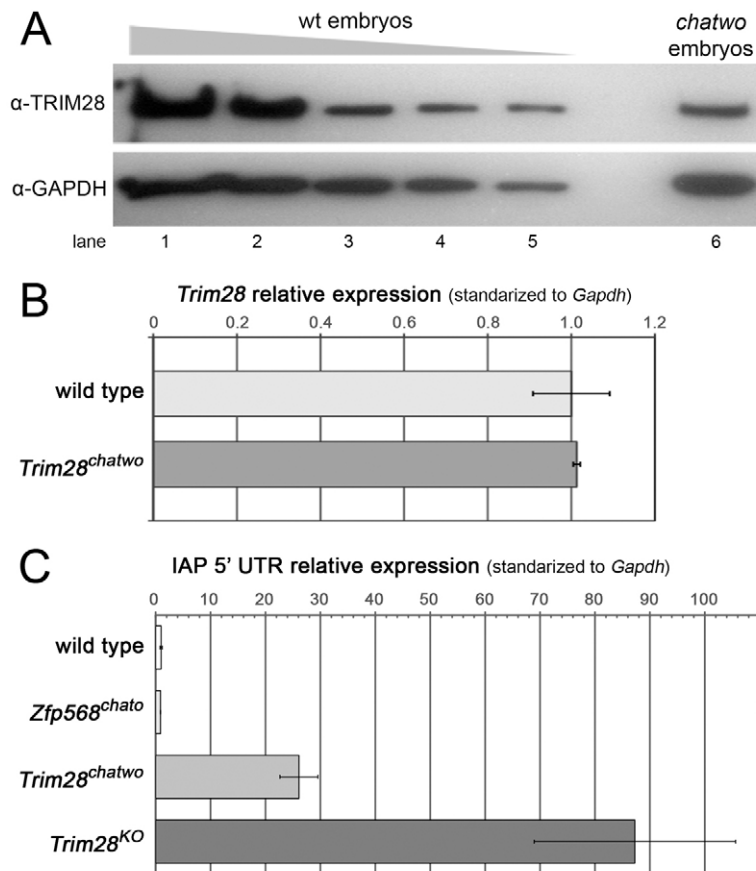 A
wt embryos
chatwo
embryos
α-TRIM28
α-GAPDH
lane 1 2 3 4 5 6
B
Trim28 relative expression (standarized to Gapdh)
0 0.2 0.4 0.6 0.8 1.0 1.2
wild type
Trim28chatwo
C
IAP 5' UTR relative expression (standarized to Gapdh)
0 10 20 30 40 50 60 70 80 90 100
wild type
Zfp568chato
Trim28chatwo
Trim28KO